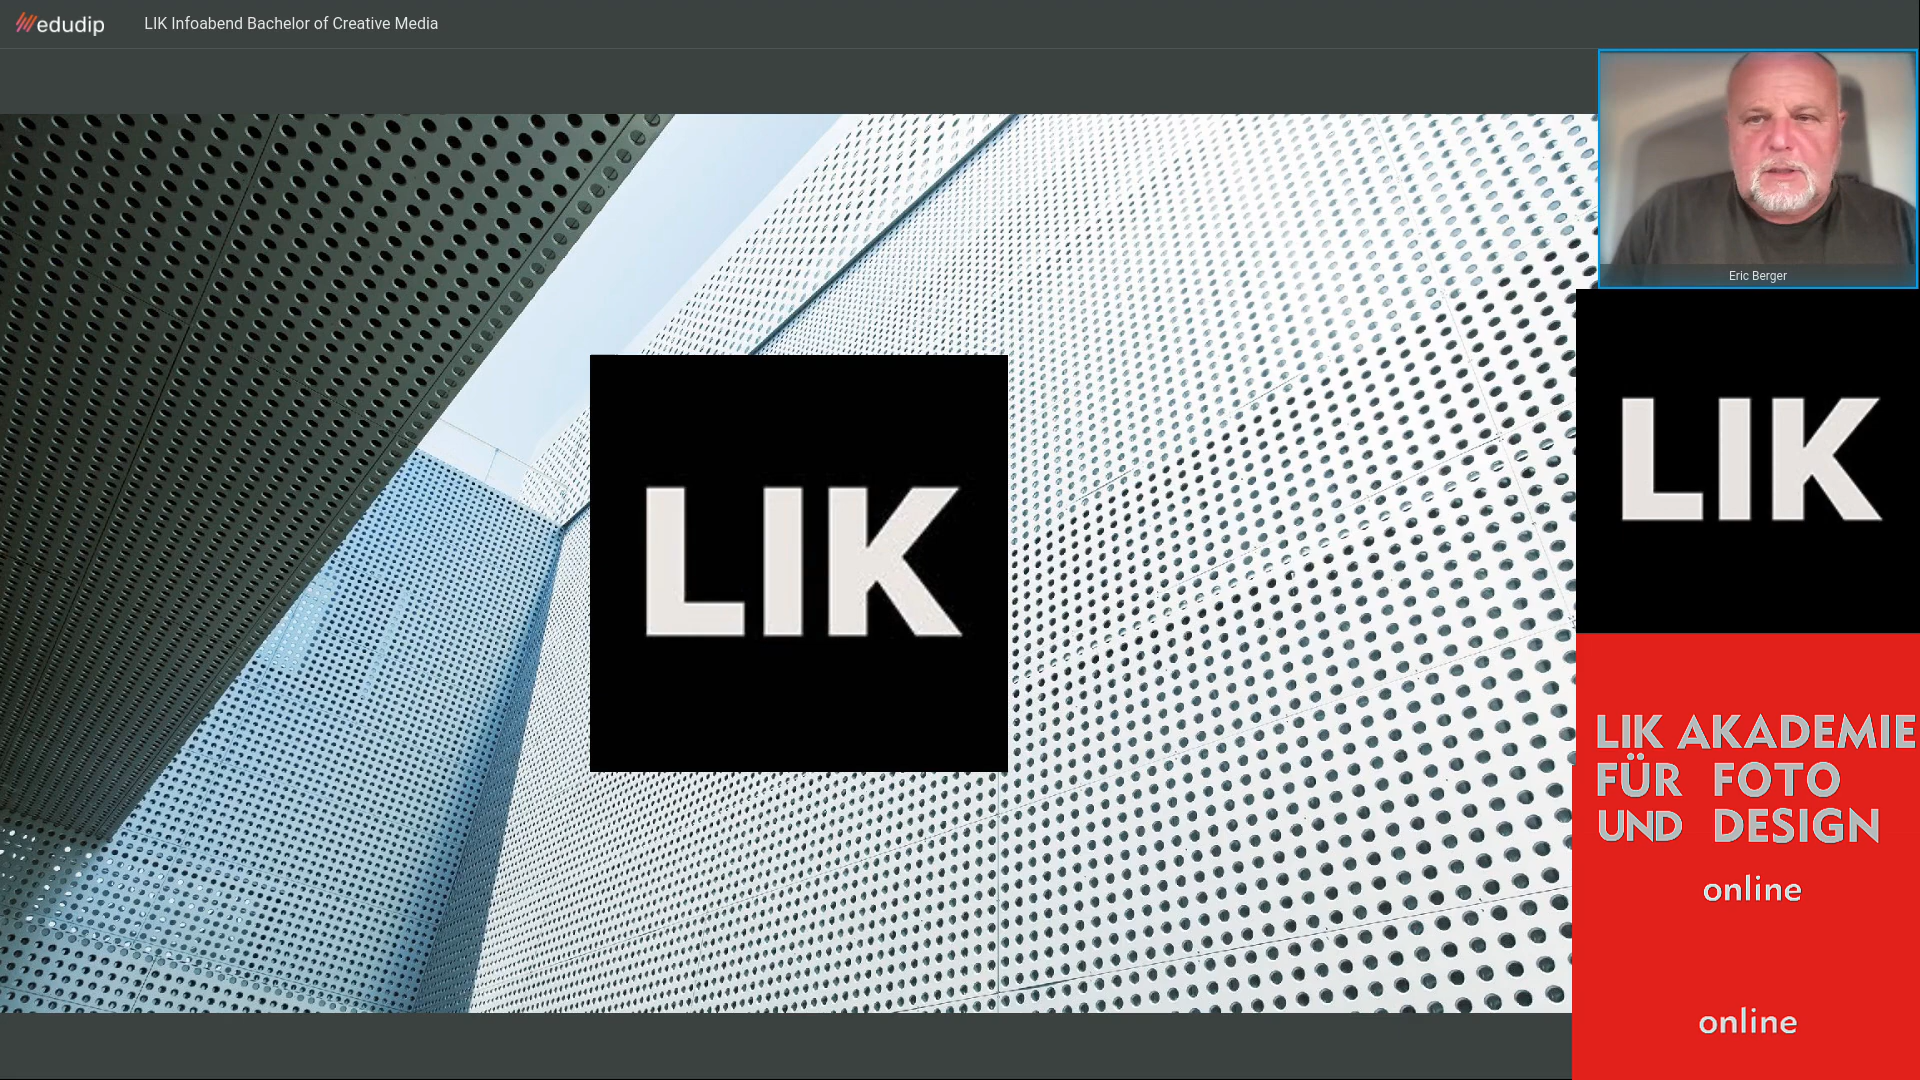 edudip
LIK Infoabend Bachelor of Creative Media
Eric Berger
LIK
LIK
LIK AKADEMIE
FÜR FOTO
UND DESIGN
online
online